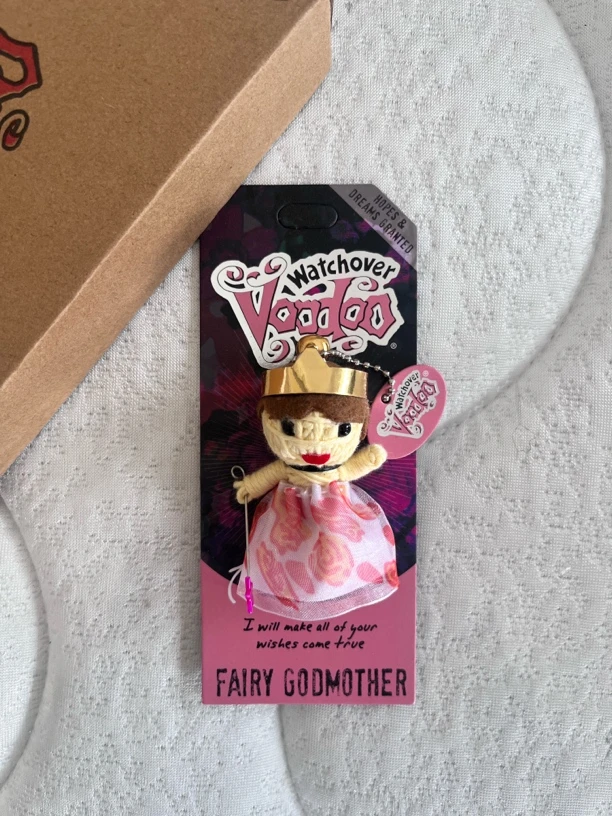 HOPES &
DREAMS GRANTED
Watchover
Voodoo
®
Watchover
Voodoo
®
I will make all of your
wishes come true
FAIRY GODMOTHER